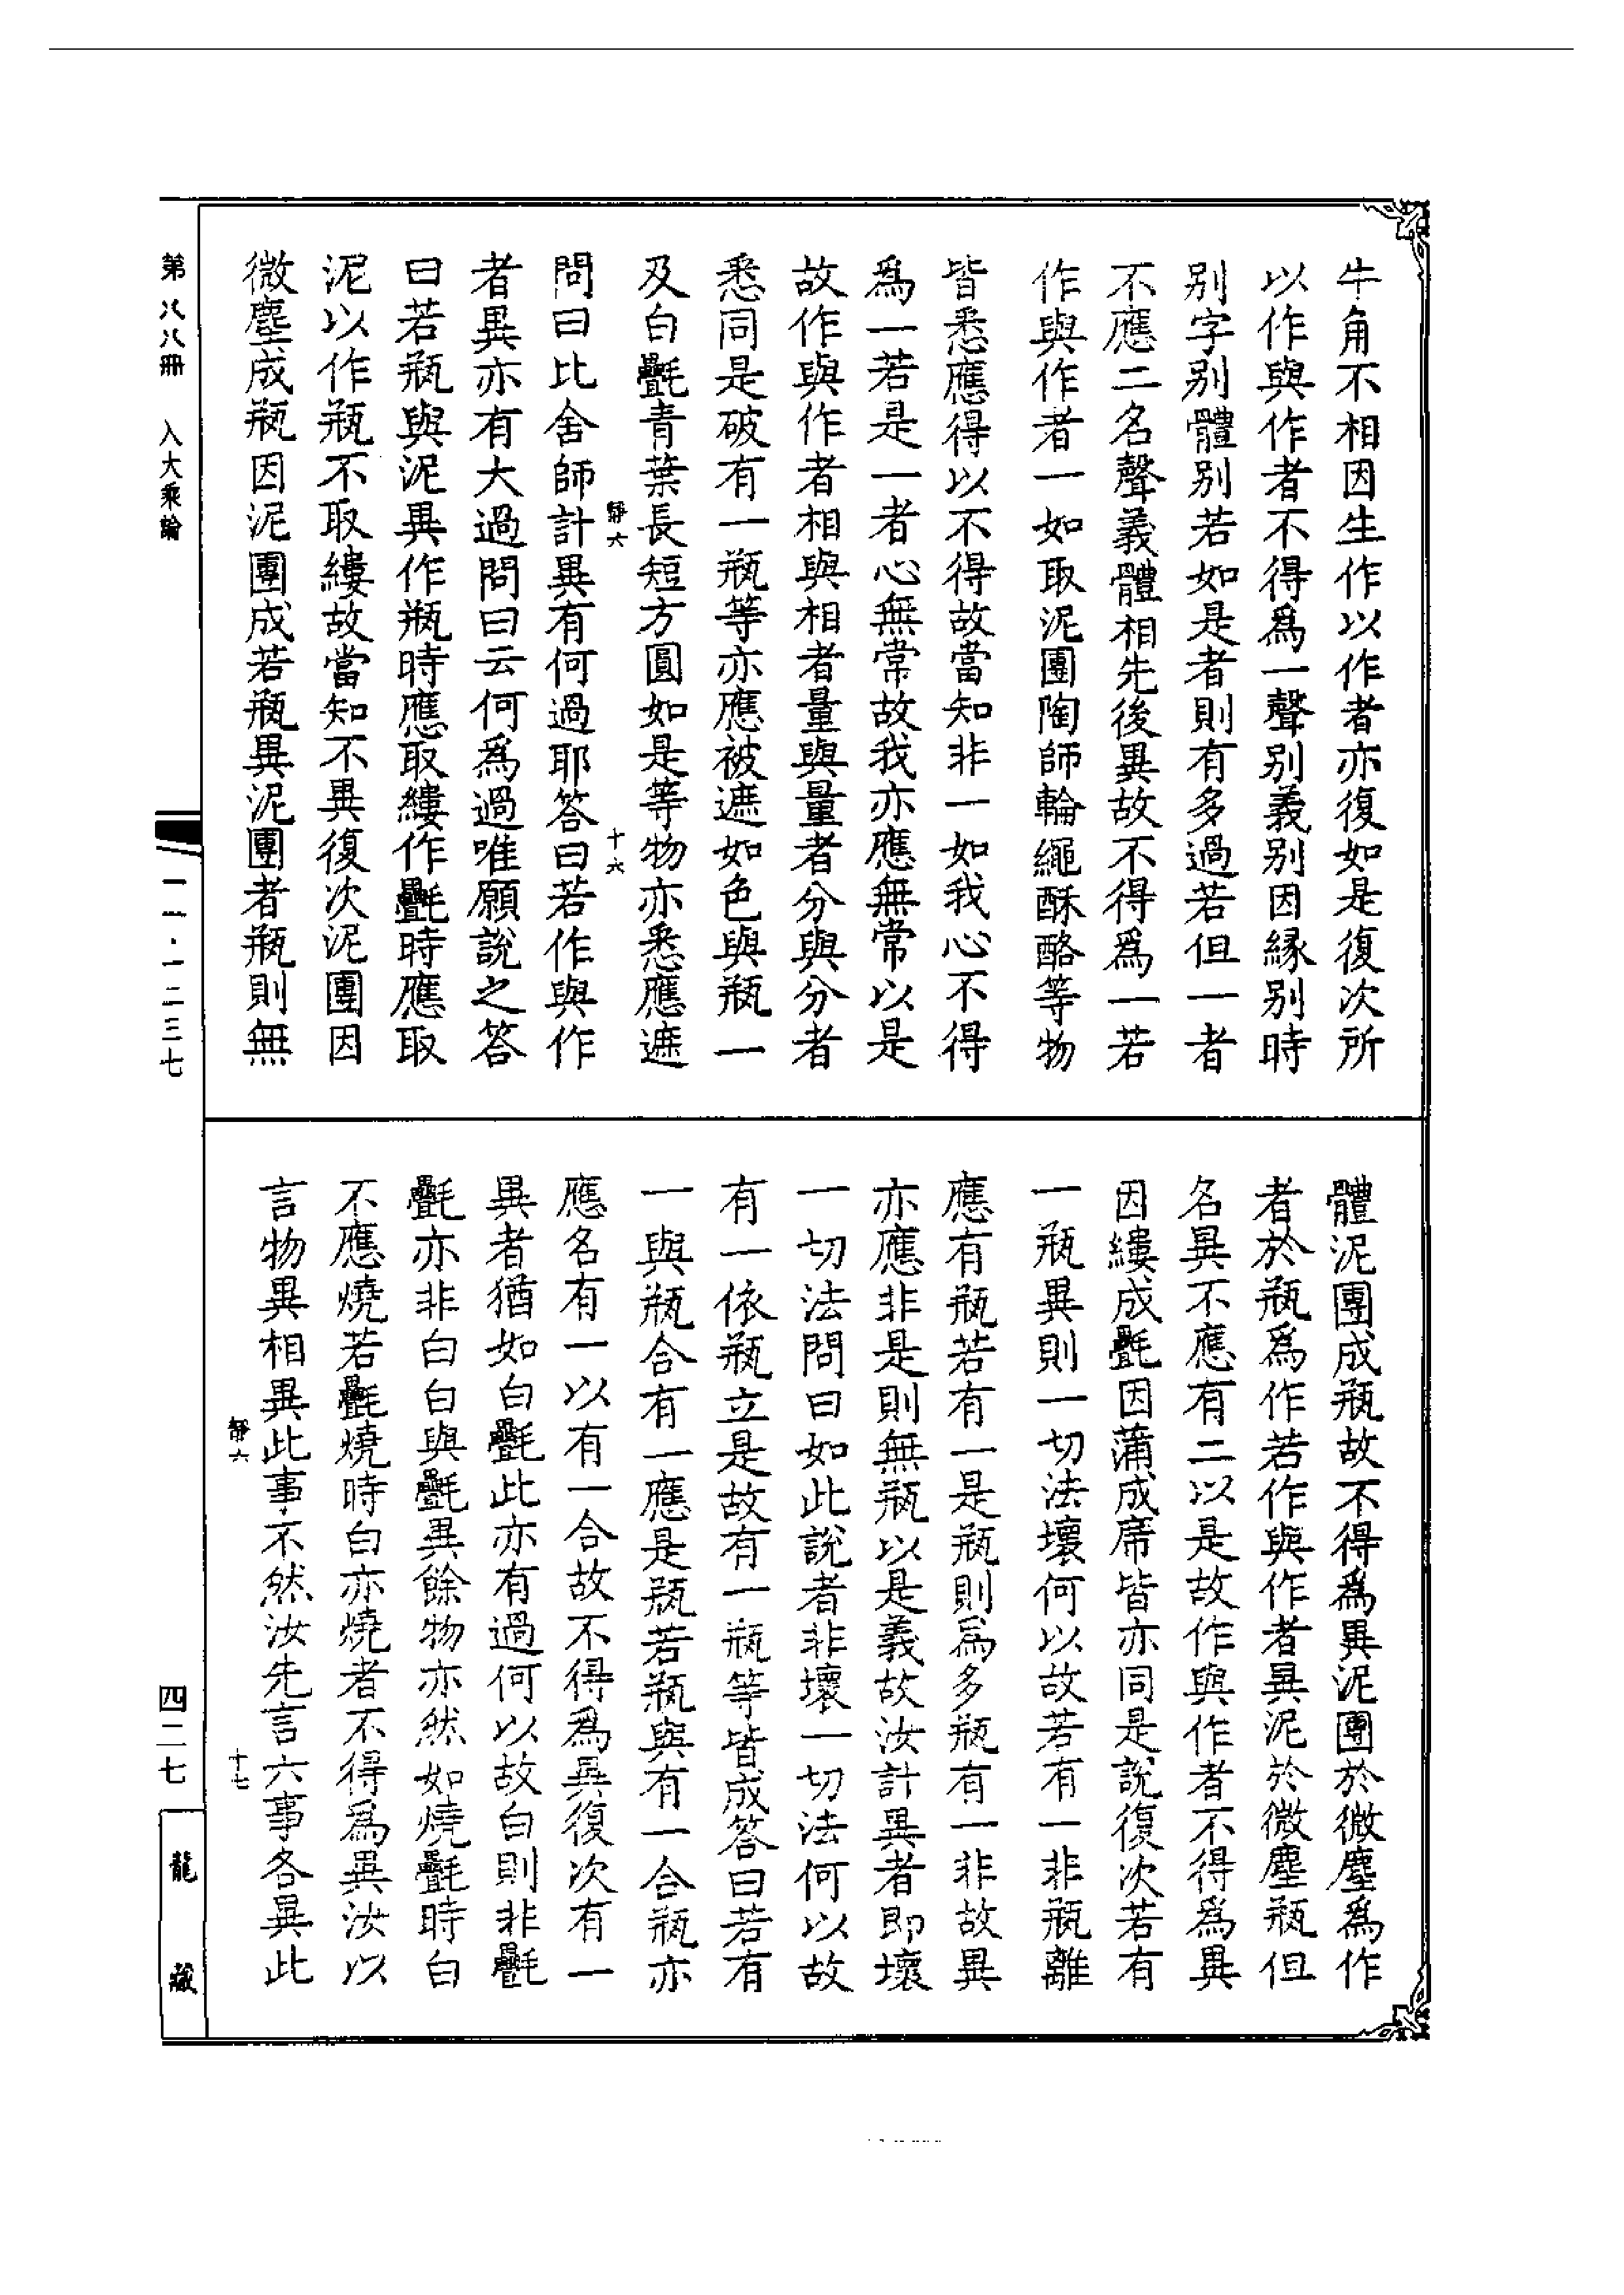 牛角不相因生作以作者亦復如是復次所
以作與作者不得爲一聲别義别因縁别時
别字别體别若如是者則有多過若但一者
不應二名聲義體相先後異故不得爲一若
作與作者一如取泥團陶師輪繩酥酪等物
皆悉應得以不得故當知非一如我心不得
爲一若是一者心無常故我亦應無常以是
故作與作者相與相者量與量者分與分者
悉同是破有一瓶等亦應被遮如色與瓶一
及白㲲青葉長短方圓如是等物亦悉應遮
靜六 十六
問曰比舍師計異有何過耶答曰若作與作
者異亦有大過問曰云何爲過唯願說之答
曰若瓶與泥異作瓶時應取縷作㲲時應取
泥以作瓶不取縷故當知不異復次泥團因
微塵成瓶因泥團成若瓶異泥團者瓶則無
體泥團成瓶故不得爲異泥團於微塵爲作
者於瓶爲作若作與作者異泥於微塵瓶但
名異不應有二以是故作與作者不得爲異
因縷成㲲因蒲成席皆亦同是說復次若有
一瓶異則一切法壞何以故若有一非瓶離
應有瓶若有一是瓶則爲多瓶有一非故異
亦應非是則無瓶以是義故汝計異者即壞
一切法問曰如此說者非壞一切法何以故
有一依瓶立是故有一瓶等皆成答曰若有
一與瓶合有一應是瓶若瓶與有一合瓶亦
應名有一以有一合故不得爲異復次有一
異者猶如白㲲此亦有過何以故白則非㲲
㲲亦非白白與㲲異餘物亦然如燒㲲時白
不應燒若㲲燒時白亦燒者不得爲異汝以
言物異相異此事不然汝先言六事各異此
靜六 十七
第八八冊 入大乘論
一一·一二三七
四二七
龍藏